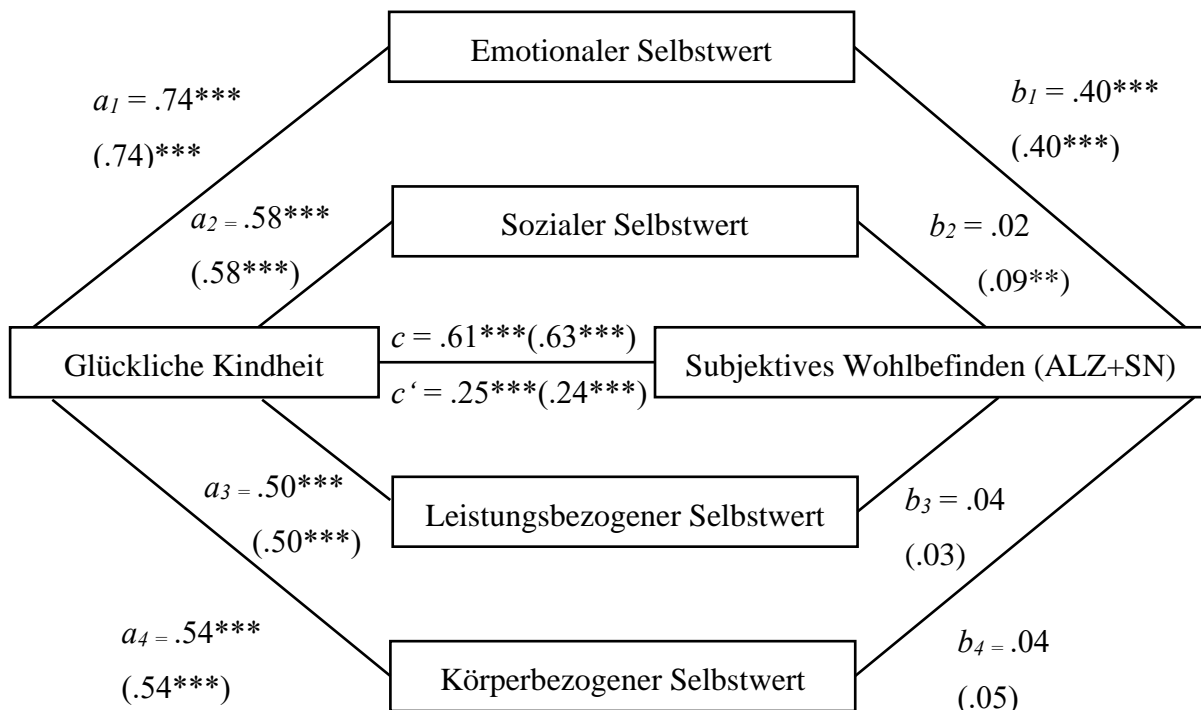 Emotionaler Selbstwert
a1 = .74***
(.74)***
b1 = .40***
(.40***)
Sozialer Selbstwert
a2 = .58***
(.58***)
b2 = .02
(.09**)
Glückliche Kindheit
c = .61***(.63***)
c‘ = .25***(.24***)
Subjektives Wohlbefinden (ALZ+SN)
a3 = .50***
(.50***)
Leistungsbezogener Selbstwert
b3 = .04
(.03)
a4 = .54***
(.54***)
Körperbezogener Selbstwert
b4 = .04
(.05)